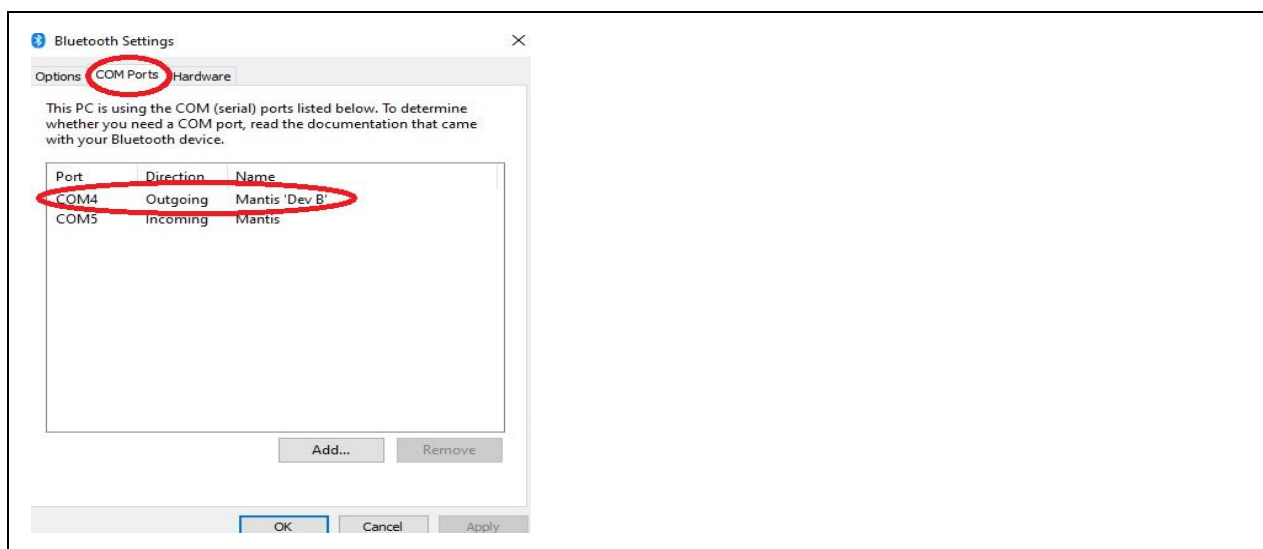 Bluetooth Settings
Options COM Ports Hardware
This PC is using the COM (serial) ports listed below. To determine
whether you need a COM port, read the documentation that came
with your Bluetooth device.
Port Direction Name
COM4 Outgoing Mantis 'Dev B'
COM5 Incoming Mantis
Add... Remove
OK Cancel Apply